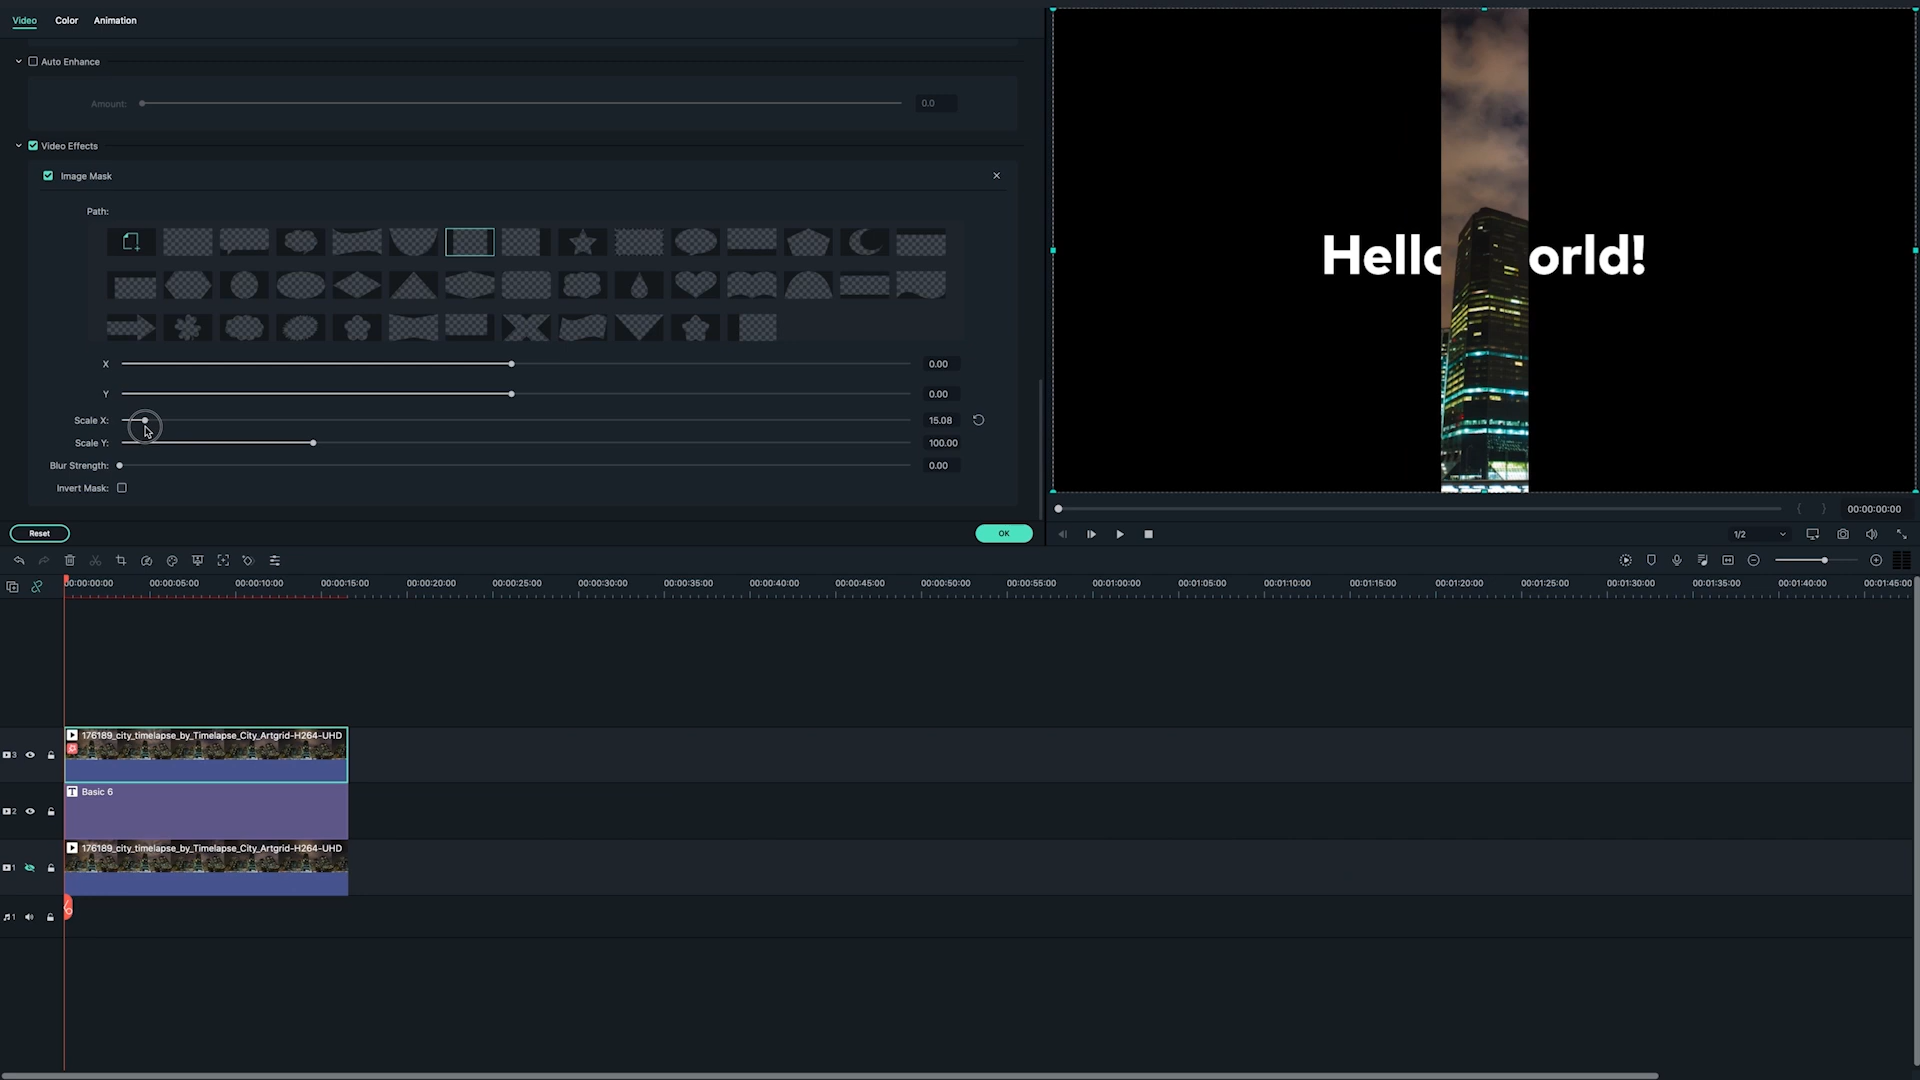 Video Color Animation
Auto Enhance
Amount: 0.0
Video Effects
Image Mask
Path:
X 0.00
Y 0.00
Scale X: 15.08
Scale Y: 100.00
Blur Strength: 0.00
Invert Mask:
Reset OK
Hello
orld!
00:00:00:00
1/2
00:00:00:00 00:00:05:00 00:00:10:00 00:00:15:00 00:00:20:00 00:00:25:00 00:00:30:00 00:00:35:00 00:00:40:00 00:00:45:00 00:00:50:00 00:00:55:00 00:01:00:00 00:01:05:00 00:01:10:00 00:01:15:00 00:01:20:00 00:01:25:00 00:01:30:00 00:01:35:00 00:01:40:00 00:01:45:00
176189_city_timelapse_by_Timelapse_City_Artgrid-H264-UHD
3
T Basic 6
2
176189_city_timelapse_by_Timelapse_City_Artgrid-H264-UHD
1
1